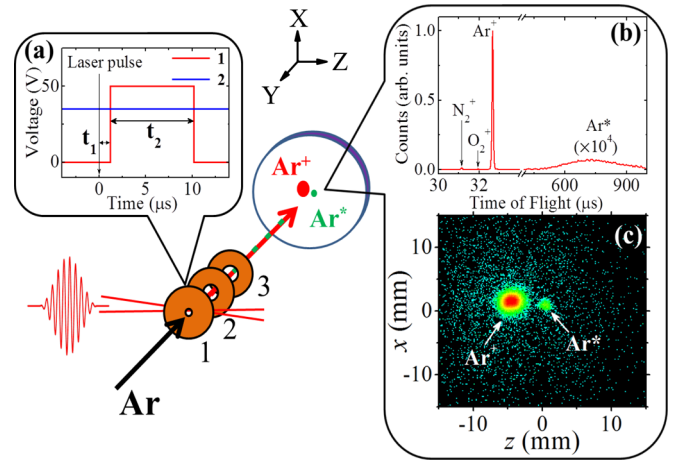 (a)
Laser pulse
1
2
Voltage (V)
50
0
t₁
t₂
0
5
10
Time (μs)
X
Z
Y
Ar⁺
Ar*
3
2
1
Ar
(b)
Counts (arb. units)
1.0
0.5
0.0
Ar⁺
N₂⁺
O₂⁺
Ar*
(×10⁴)
30
32
600
900
Time of Flight (μs)
(c)
x (mm)
10
0
-10
Ar⁺
Ar*
-10
0
10
z (mm)